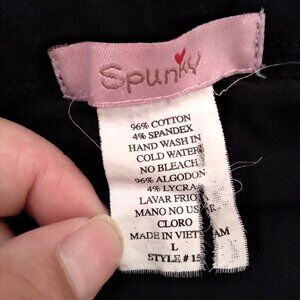 Spunky
96% COTTON
4% SPANDEX
HAND WASH IN
COLD WATER
NO BLEACH
96% ALGODON
4% LYCRA
LAVAR FRIO
MANO NO USAR
CLORO
MADE IN VIETNAM
L
STYLE # 15